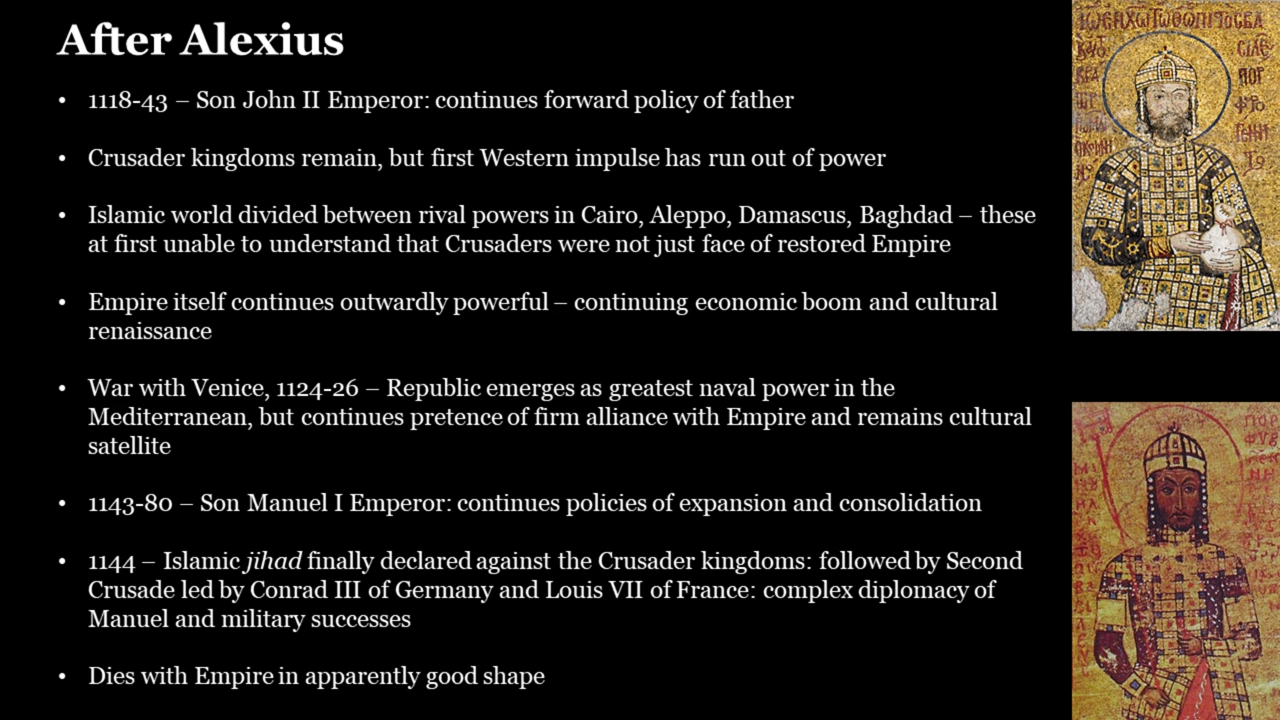 After Alexius
• 1118-43 – Son John II Emperor: continues forward policy of father
• Crusader kingdoms remain, but first Western impulse has run out of power
• Islamic world divided between rival powers in Cairo, Aleppo, Damascus, Baghdad – these
at first unable to understand that Crusaders were not just face of restored Empire
• Empire itself continues outwardly powerful – continuing economic boom and cultural
renaissance
• War with Venice, 1124-26 – Republic emerges as greatest naval power in the
Mediterranean, but continues pretence of firm alliance with Empire and remains cultural
satellite
• 1143-80 – Son Manuel I Emperor: continues policies of expansion and consolidation
• 1144 – Islamic jihad finally declared against the Crusader kingdoms: followed by Second
Crusade led by Conrad III of Germany and Louis VII of France: complex diplomacy of
Manuel and military successes
• Dies with Empire in apparently good shape